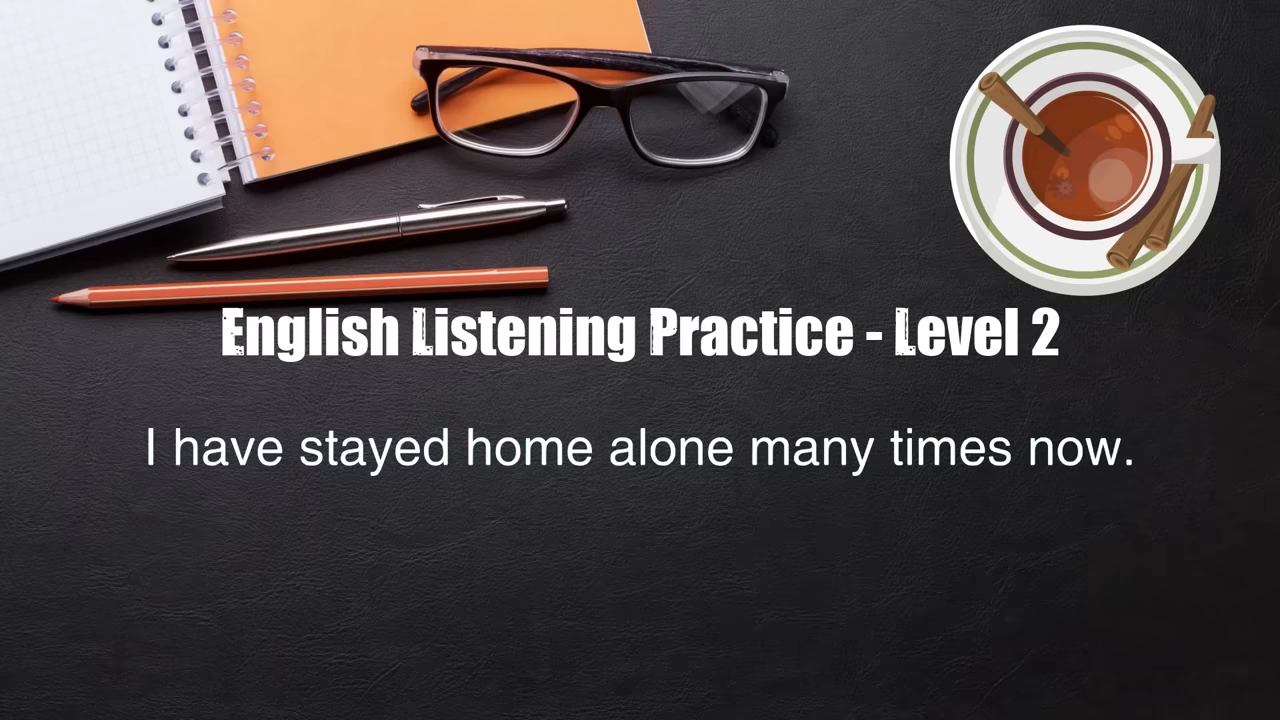 English Listening Practice - Level 2
I have stayed home alone many times now.